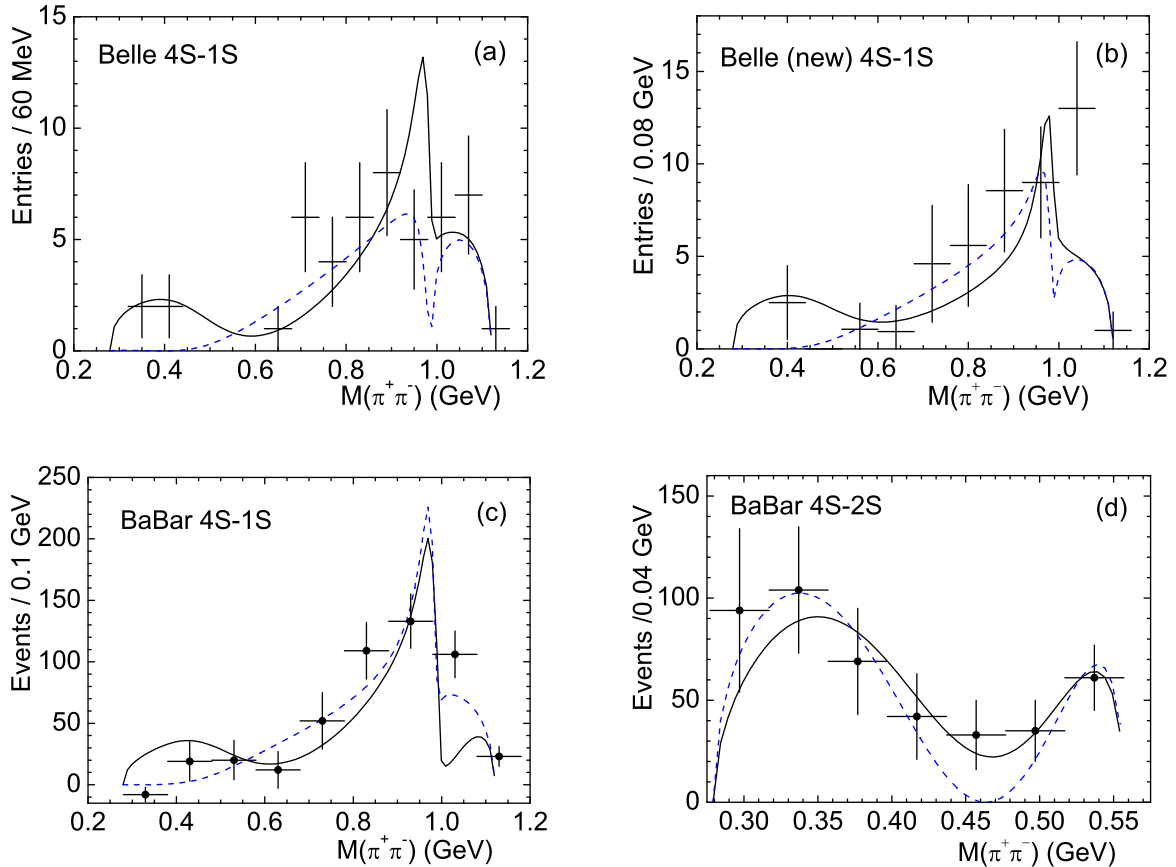 Belle 4S-1S
(a)
Entries / 60 MeV
15
10
5
0
0.2 0.4 0.6 0.8 1.0 1.2
M(π⁺π⁻) (GeV)
Belle (new) 4S-1S
(b)
Entries / 0.08 GeV
15
10
5
0
0.2 0.4 0.6 0.8 1.0 1.2
M(π⁺π⁻) (GeV)
BaBar 4S-1S
(c)
Events / 0.1 GeV
250
200
150
100
50
0
0.2 0.4 0.6 0.8 1.0 1.2
M(π⁺π⁻) (GeV)
BaBar 4S-2S
(d)
Events /0.04 GeV
150
100
50
0
0.30 0.35 0.40 0.45 0.50 0.55
M(π⁺π⁻) (GeV)